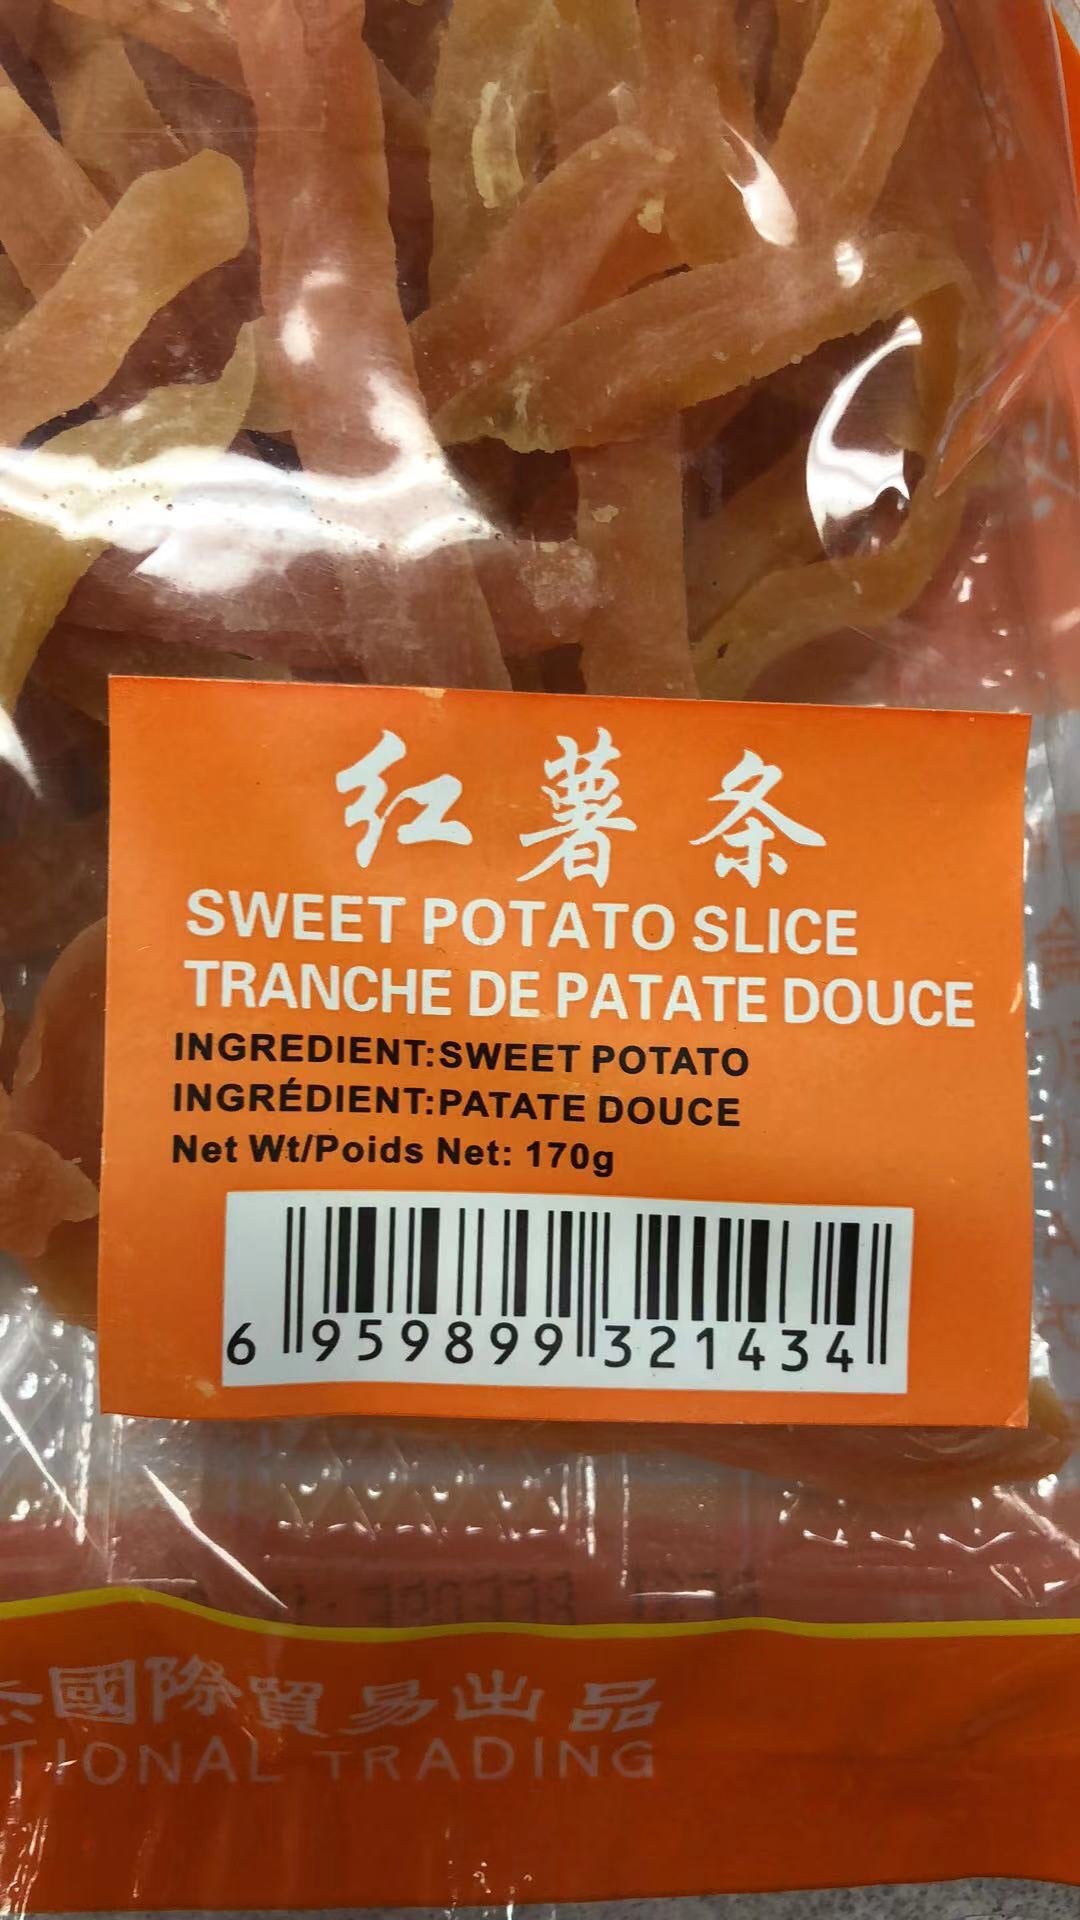 红薯条
SWEET POTATO SLICE
TRANCHE DE PATATE DOUCE
INGREDIENT:SWEET POTATO
INGRÉDIENT:PATATE DOUCE
Net Wt/Poids Net: 170g
6 959899 321434
國際貿易出品
TIONAL TRADING